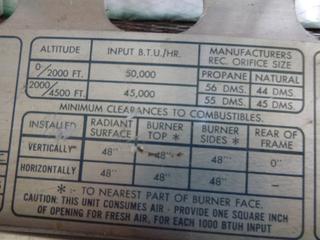 ALTITUDE INPUT B.T.U./HR. MANUFACTURERS REC. ORIFICE SIZE
0/2000 FT. 50,000 PROPANE NATURAL
56 DMS. 44 DMS.
2000/4500 FT. 45,000 55 DMS. 45 DMS.
MINIMUM CLEARANCES TO COMBUSTIBLES.
INSTALLED RADIANT SURFACE BURNER TOP * BURNER SIDES * REAR OF FRAME
VERTICALLY 48" 48" 48" 0"
HORIZONTALLY 48" 48" 48" –
* :- TO NEAREST PART OF BURNER FACE.
CAUTION: THIS UNIT CONSUMES AIR - PROVIDE ONE SQUARE INCH
OF OPENING FOR FRESH AIR, FOR EACH 1000 BTUH INPUT